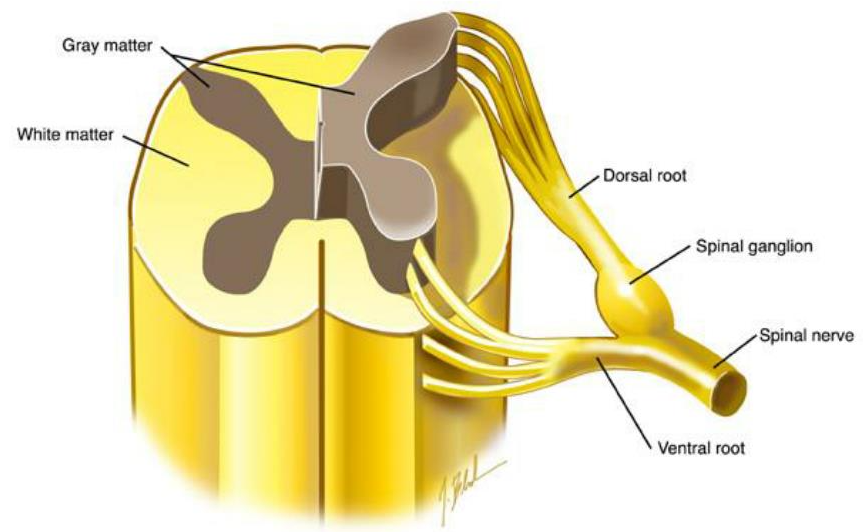 Gray matter
White matter
Dorsal root
Spinal ganglion
Spinal nerve
Ventral root